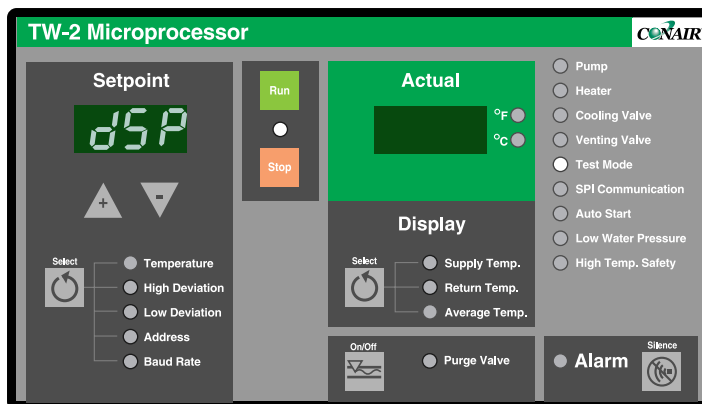 TW-2 Microprocessor
CONAIR
Setpoint
dSP
+
-
Select
Temperature
High Deviation
Low Deviation
Address
Baud Rate
Run
Stop
Actual
°F
°C
Display
Select
Supply Temp.
Return Temp.
Average Temp.
On/Off
Purge Valve
Pump
Heater
Cooling Valve
Venting Valve
Test Mode
SPI Communication
Auto Start
Low Water Pressure
High Temp. Safety
Alarm
Silence